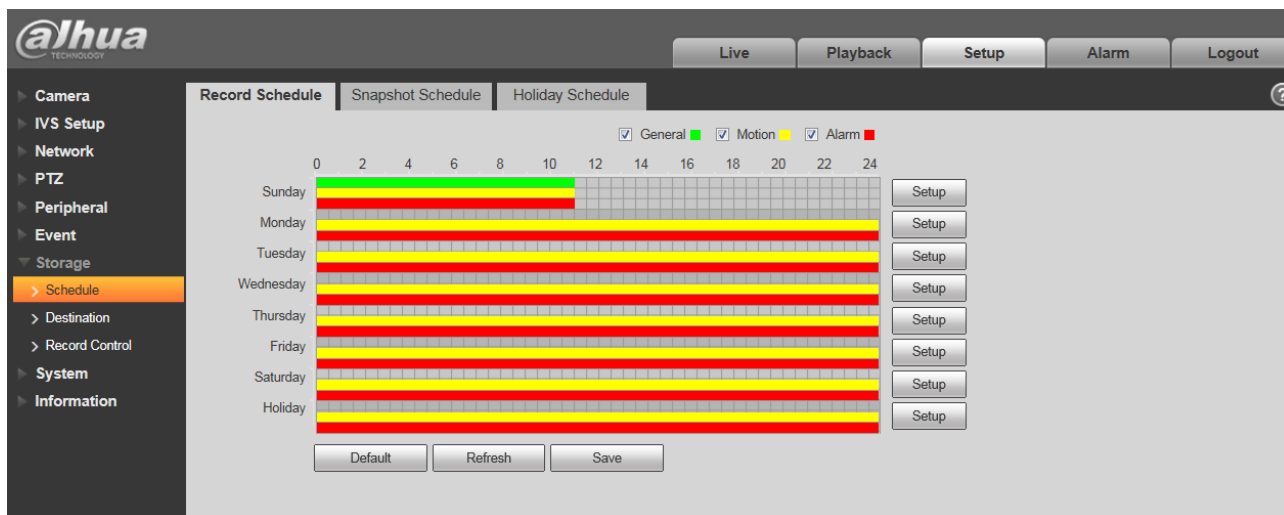 alhua
TECHNOLOGY
Live Playback Setup Alarm Logout
Camera
IVS Setup
Network
PTZ
Peripheral
Event
Storage
Schedule
Destination
Record Control
System
Information
Record Schedule Snapshot Schedule Holiday Schedule
?
General Motion Alarm
0 2 4 6 8 10 12 14 16 18 20 22 24
Sunday Setup
Monday Setup
Tuesday Setup
Wednesday Setup
Thursday Setup
Friday Setup
Saturday Setup
Holiday Setup
Default Refresh Save